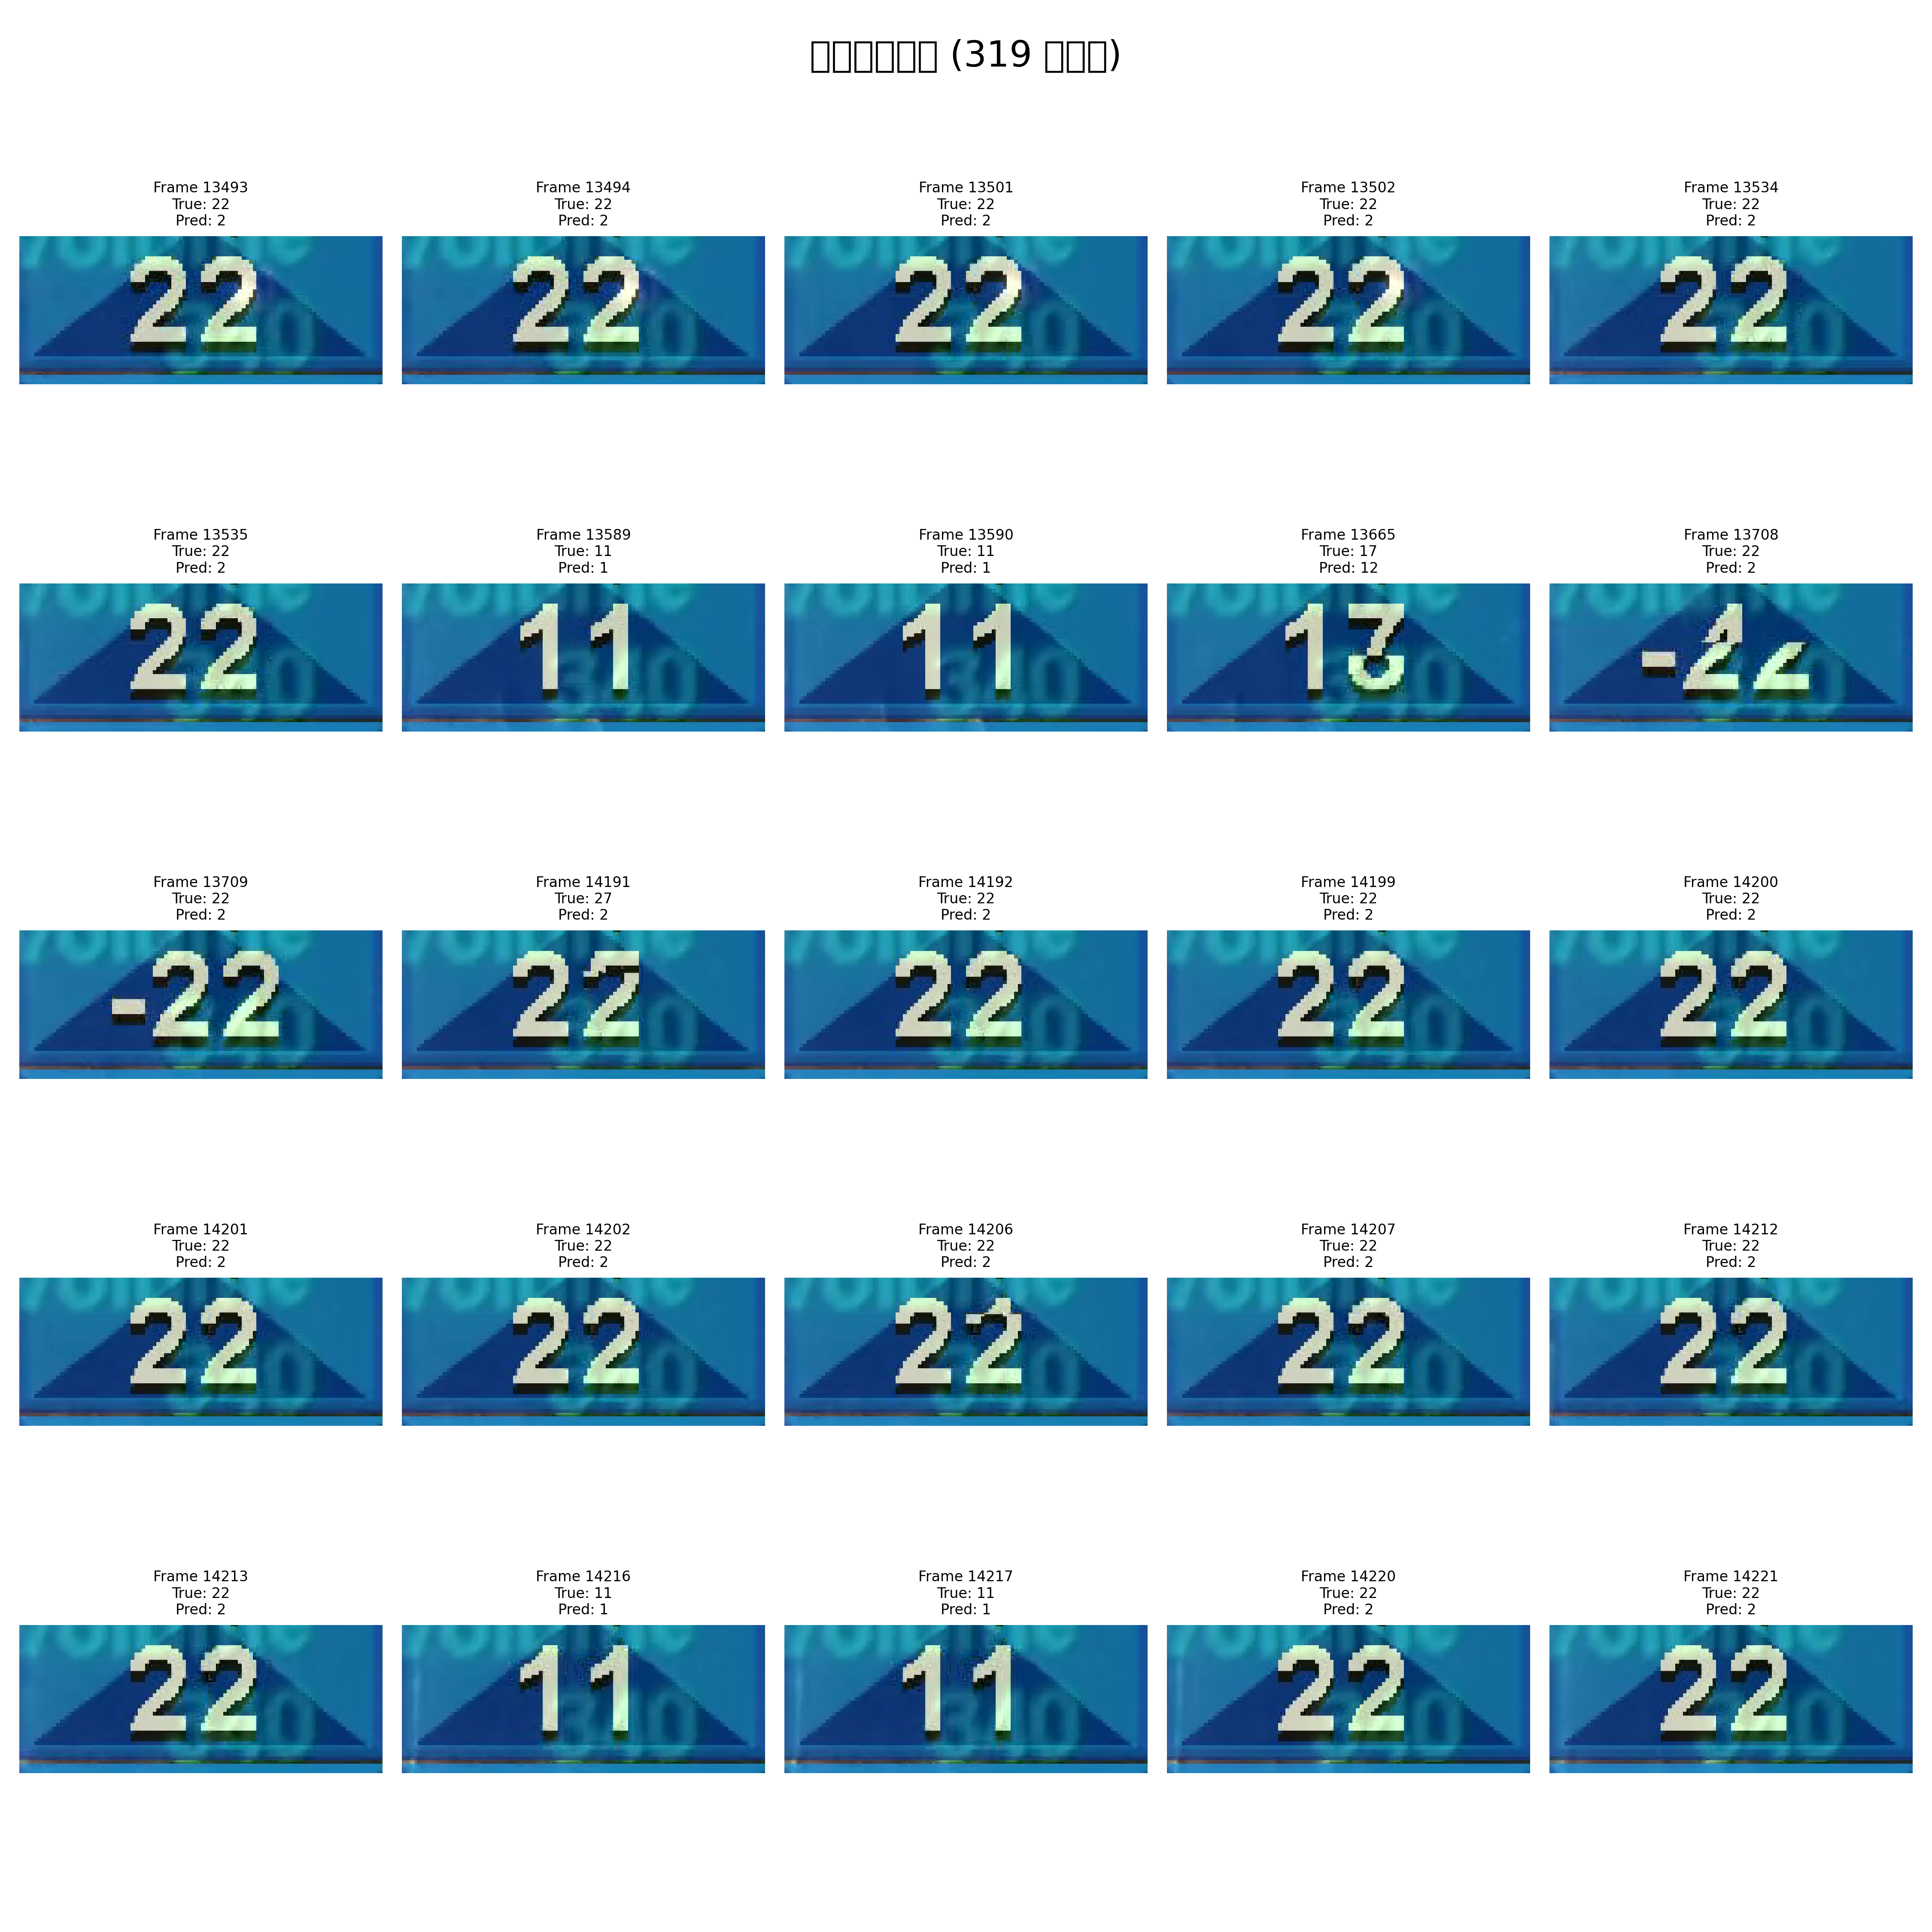 (319 )
Frame 13493
True: 22
Pred: 2
22
Frame 13494
True: 22
Pred: 2
22
Frame 13501
True: 22
Pred: 2
22
Frame 13502
True: 22
Pred: 2
22
Frame 13534
True: 22
Pred: 2
22
Frame 13535
True: 22
Pred: 2
22
Frame 13589
True: 11
Pred: 1
11
Frame 13590
True: 11
Pred: 1
11
Frame 13665
True: 17
Pred: 12
Frame 13708
True: 22
Pred: 2
Frame 13709
True: 22
Pred: 2
-22
Frame 14191
True: 27
Pred: 2
22
Frame 14192
True: 22
Pred: 2
22
Frame 14199
True: 22
Pred: 2
22
Frame 14200
True: 22
Pred: 2
22
Frame 14201
True: 22
Pred: 2
22
Frame 14202
True: 22
Pred: 2
22
Frame 14206
True: 22
Pred: 2
22
Frame 14207
True: 22
Pred: 2
22
Frame 14212
True: 22
Pred: 2
22
Frame 14213
True: 22
Pred: 2
22
Frame 14216
True: 11
Pred: 1
11
Frame 14217
True: 11
Pred: 1
11
Frame 14220
True: 22
Pred: 2
22
Frame 14221
True: 22
Pred: 2
22